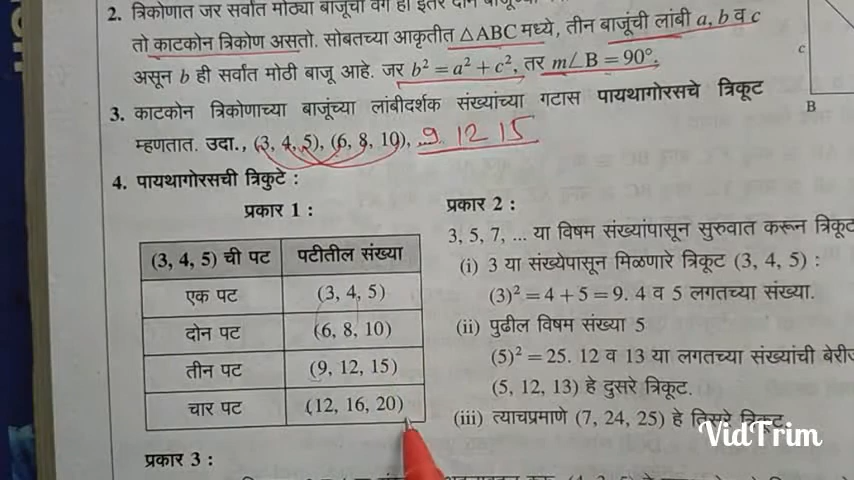 2. त्रिकोणात जर सर्वात मोठ्या बाजूचा वर्ग हा इतर दोन
तो काटकोन त्रिकोण असतो. सोबतच्या आकृतीत △ABC मध्ये, तीन बाजूंची लांबी a, b व c
असून b ही सर्वात मोठी बाजू आहे. जर b² = a² + c², तर m∠B = 90°.
c
B
3. काटकोन त्रिकोणाच्या बाजूंच्या लांबीदर्शक संख्यांच्या गटास पायथागोरसचे त्रिकूट
म्हणतात. उदा., (3, 4, 5), (6, 8, 10), ... 9 12 15
4. पायथागोरसची त्रिकुटे :
प्रकार 1 :
(3, 4, 5) ची पट पटीतील संख्या
एक पट (3, 4, 5)
दोन पट (6, 8, 10)
तीन पट (9, 12, 15)
चार पट (12, 16, 20)
प्रकार 2 :
3, 5, 7, ... या विषम संख्यांपासून सुरुवात करून त्रिकूट
(i) 3 या संख्येपासून मिळणारे त्रिकूट (3, 4, 5) :
(3)² = 4 + 5 = 9. 4 व 5 लगतच्या संख्या.
(ii) पुढील विषम संख्या 5
(5)² = 25. 12 व 13 या लगतच्या संख्यांची
(5, 12, 13) हे दुसरे त्रिकूट.
(iii) त्याचप्रमाणे (7, 24, 25) हे तिसरे त्रिकूट.
VidTrim
प्रकार 3 :